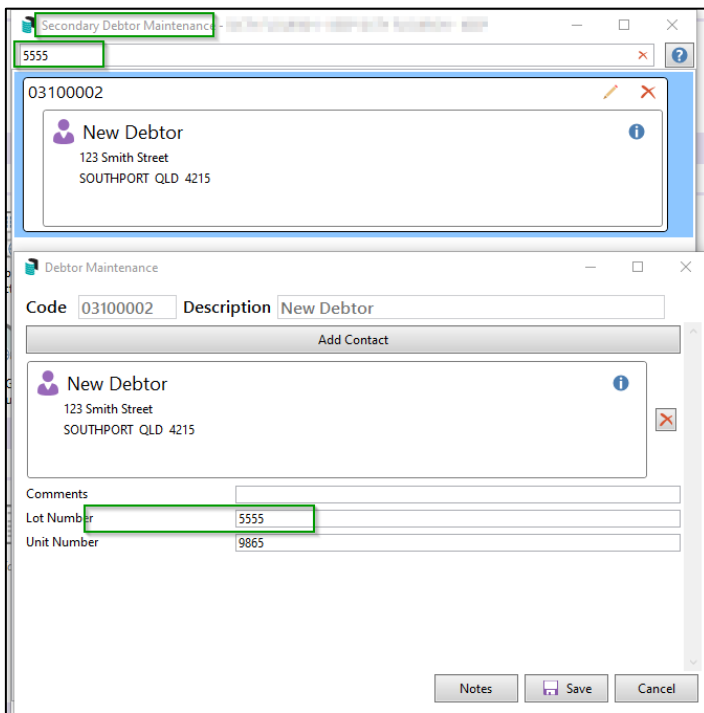 Secondary Debtor Maintenance -
5555
03100002
New Debtor
123 Smith Street
SOUTHPORT QLD 4215
Debtor Maintenance
Code 03100002 Description New Debtor
Add Contact
New Debtor
123 Smith Street
SOUTHPORT QLD 4215
Comments
Lot Number 5555
Unit Number 9865
Notes Save Cancel